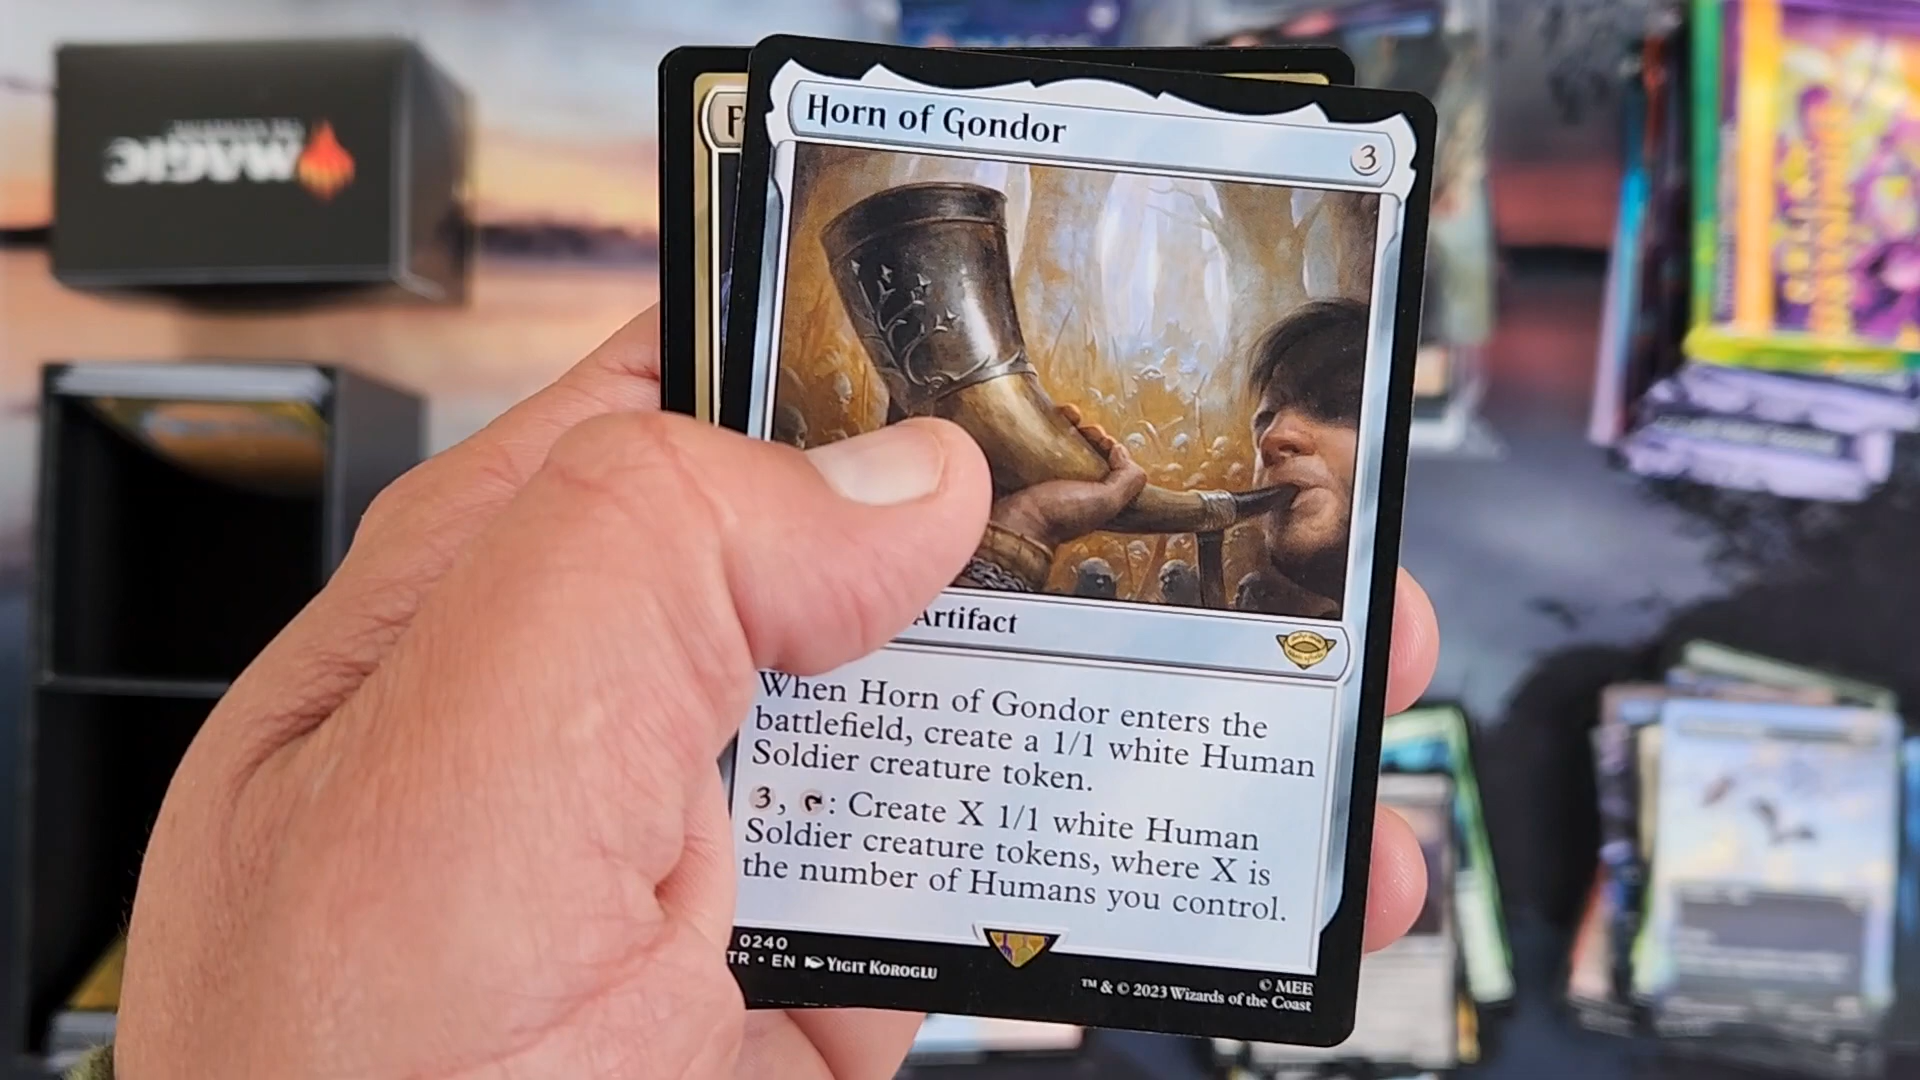 MAGIC
F
Horn of Gondor
3
Artifact
When Horn of Gondor enters the
battlefield, create a 1/1 white Human
Soldier creature token.
3, : Create X 1/1 white Human
Soldier creature tokens, where X is
the number of Humans you control.
0240
TR • EN YIGIT KOROGLU
© MEE
™ & © 2023 Wizards of the Coast